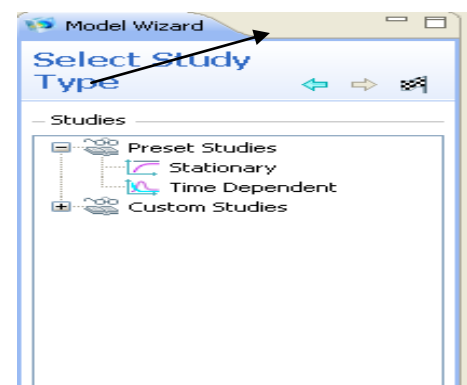 Model Wizard
Select Study
Type
Studies
Preset Studies
Stationary
Time Dependent
Custom Studies